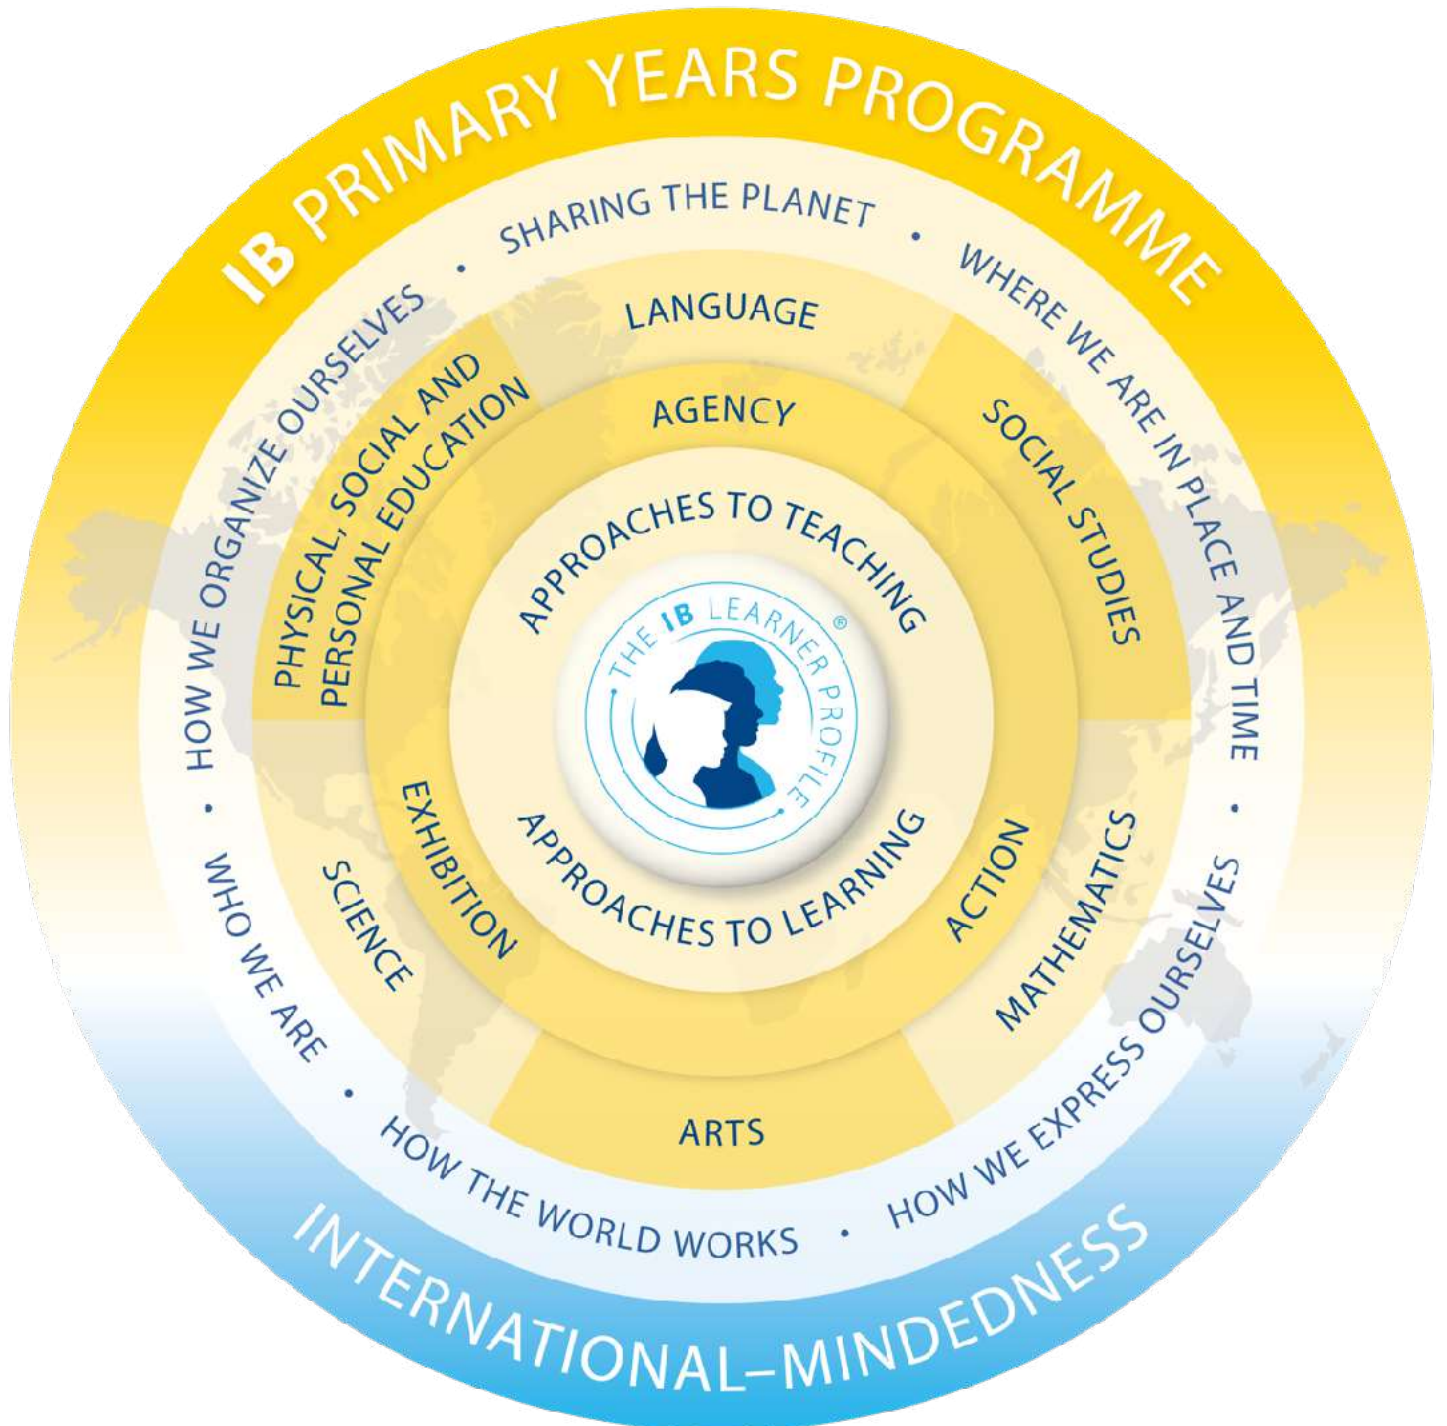 IB PRIMARY YEARS PROGRAMME
SHARING THE PLANET
•
WHERE WE ARE IN PLACE AND TIME
•
HOW WE EXPRESS OURSELVES
•
HOW THE WORLD WORKS
•
WHO WE ARE
•
HOW WE ORGANIZE OURSELVES
•
LANGUAGE
SOCIAL STUDIES
MATHEMATICS
ARTS
SCIENCE
PHYSICAL, SOCIAL AND
PERSONAL EDUCATION
AGENCY
ACTION
EXHIBITION
APPROACHES TO TEACHING
APPROACHES TO LEARNING
• THE IB LEARNER PROFILE • ®
INTERNATIONAL–MINDEDNESS